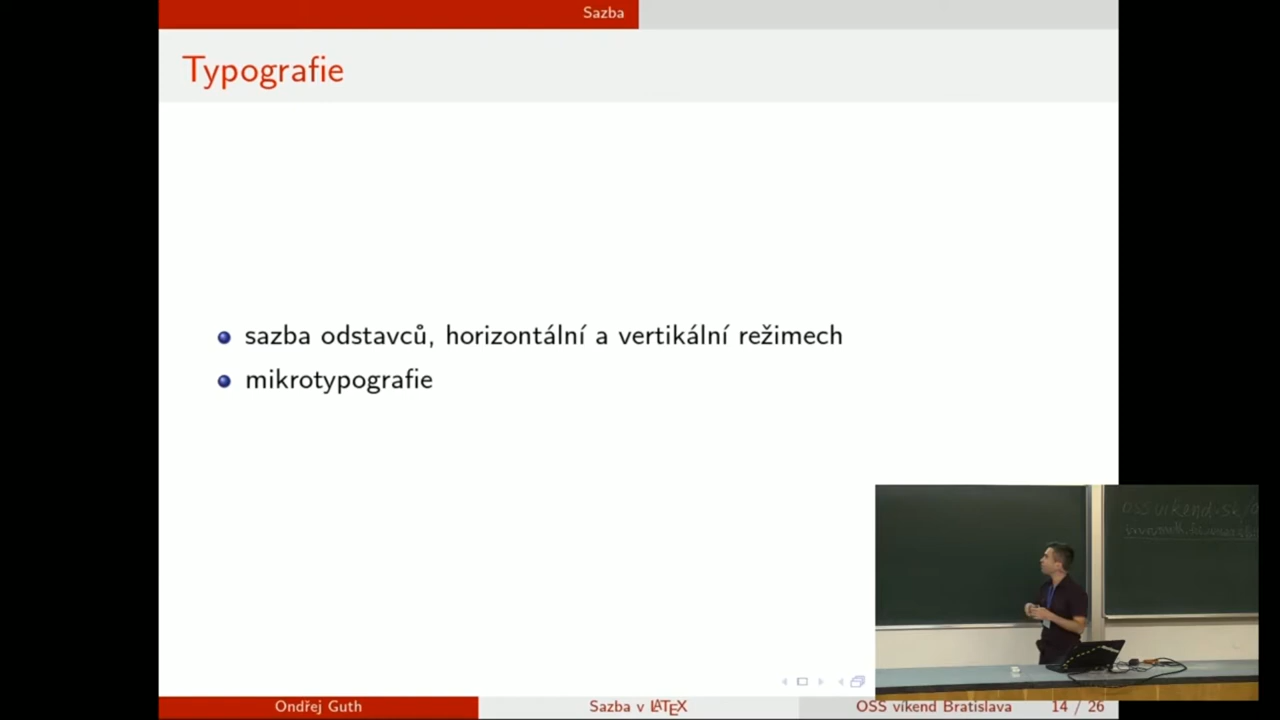 Sazba
Typografie
sazba odstavců, horizontální a vertikální režimech
mikrotypografie
Ondřej Guth
Sazba v LATEX
OSS víkend Bratislava
14 / 26